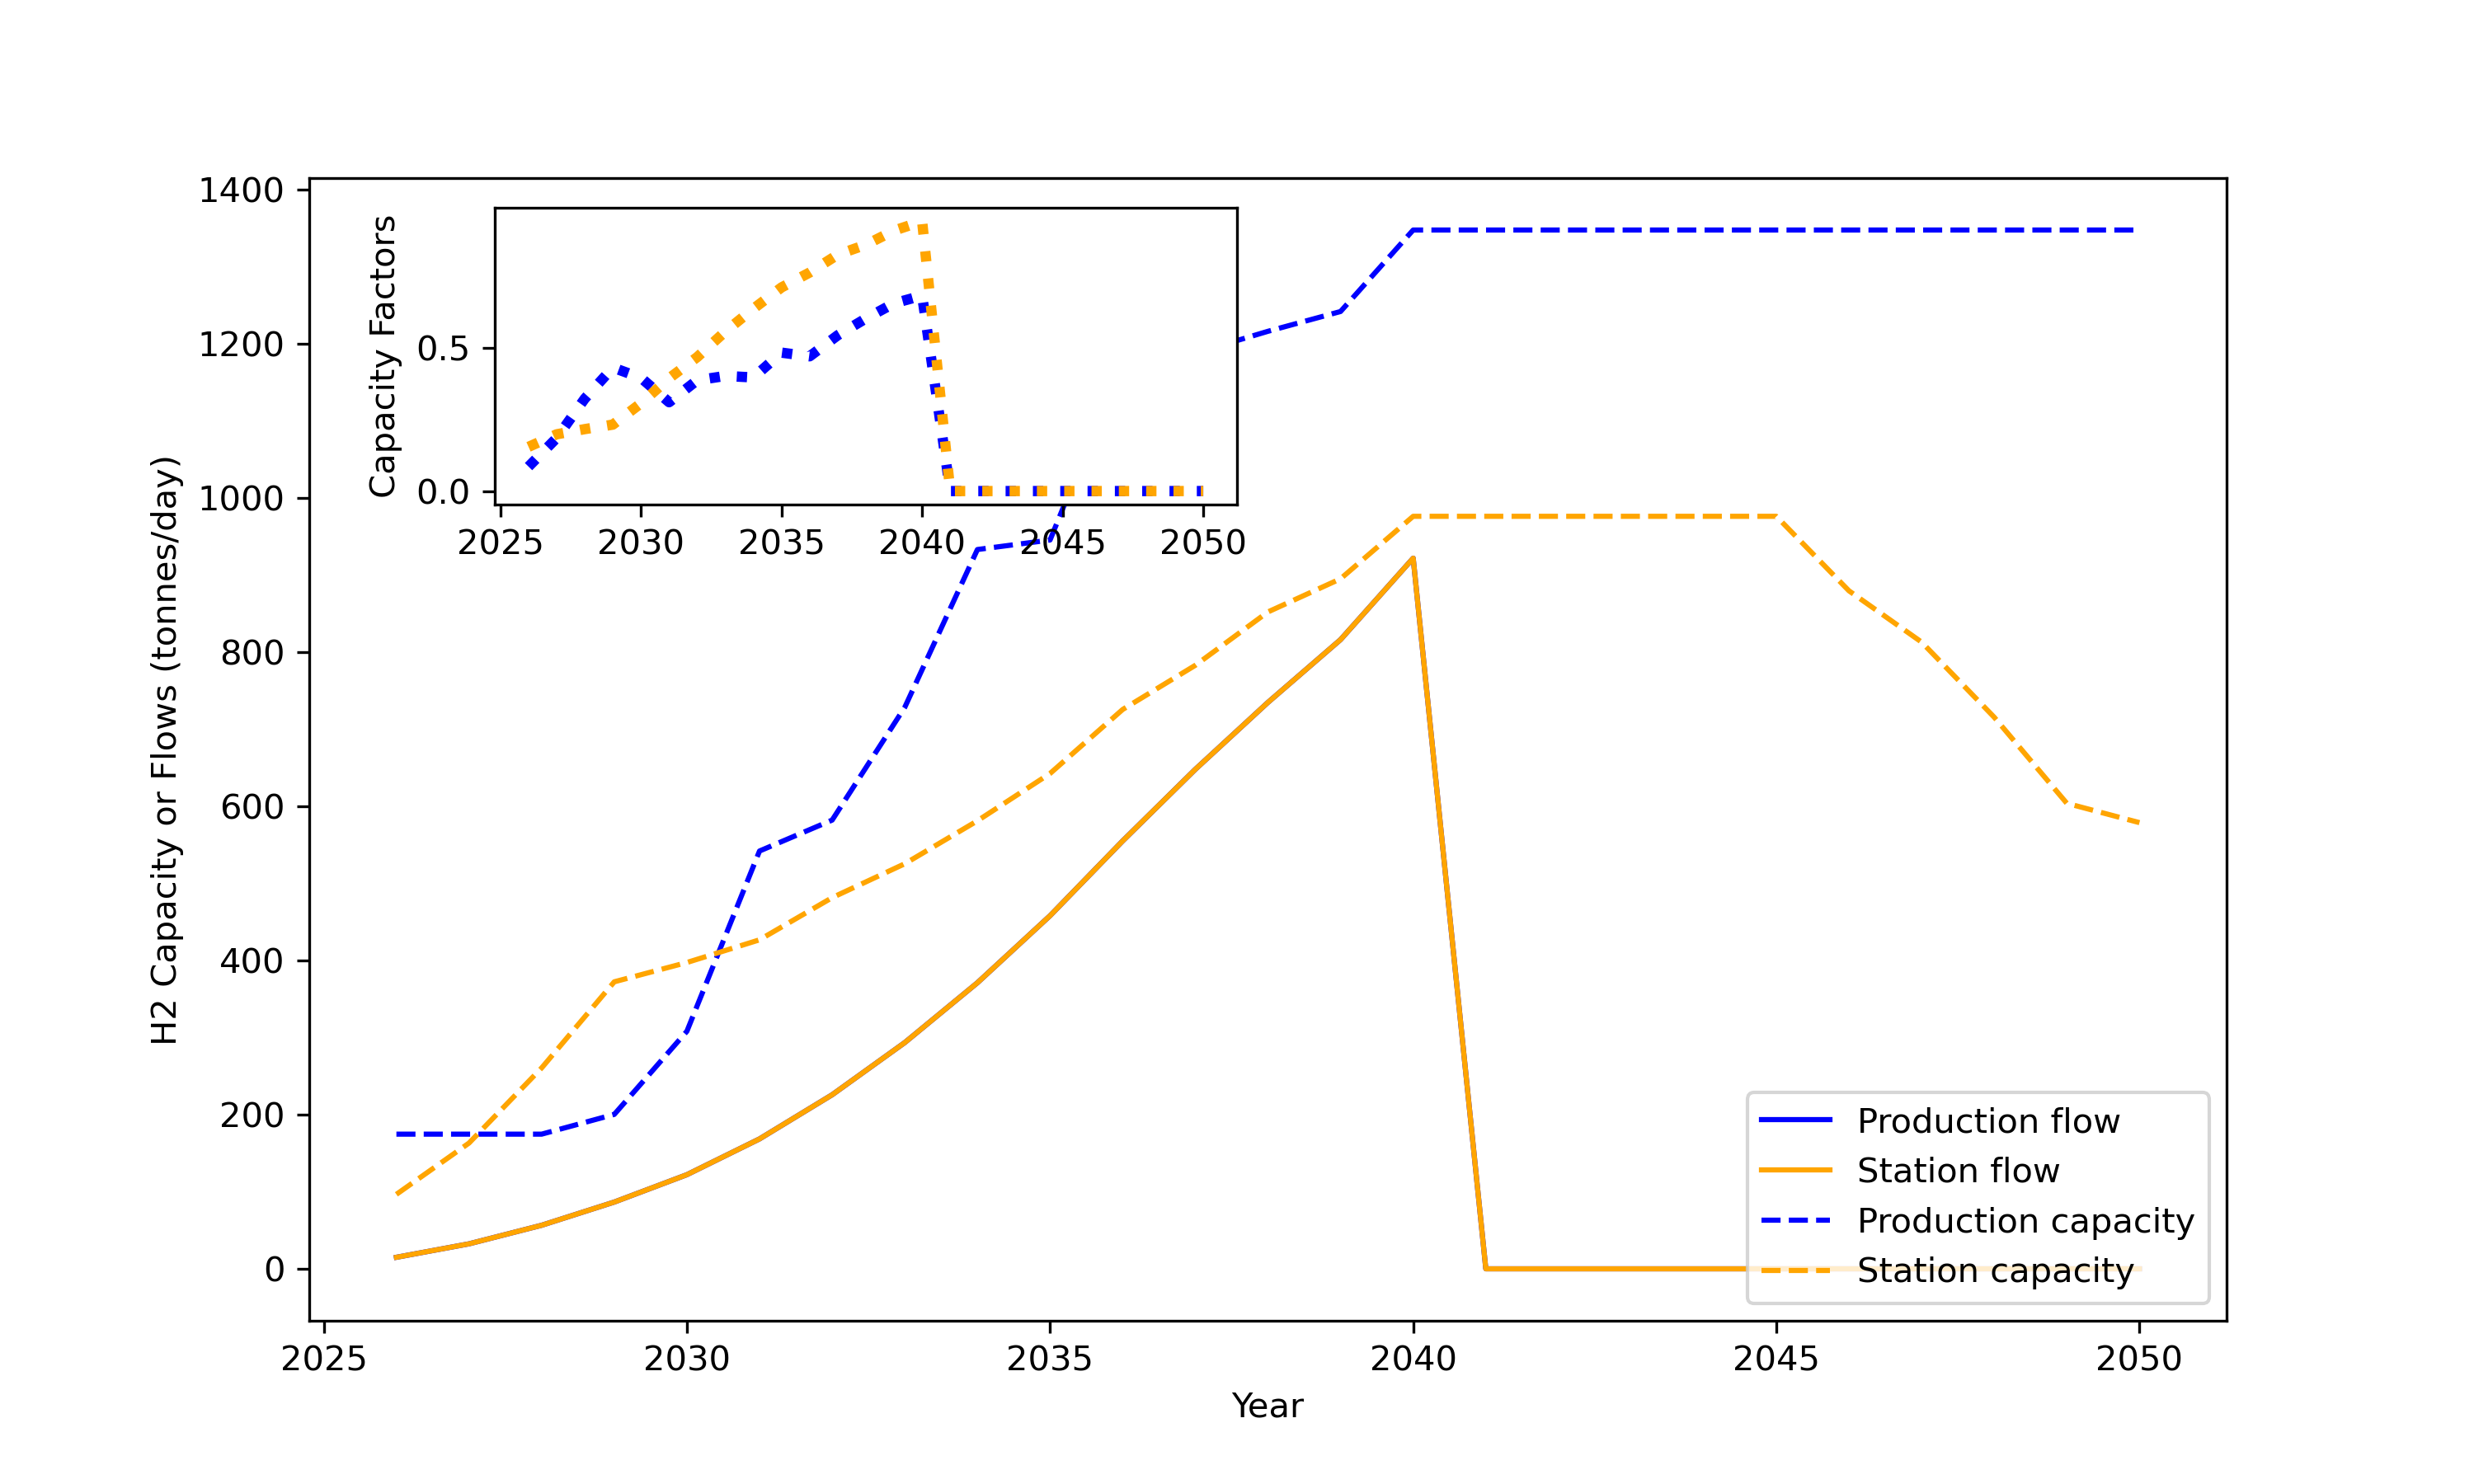 1400
1200
1000
800
600
400
200
0
H2 Capacity or Flows (tonnes/day)
Capacity Factors
0.5
0.0
2025 2030 2035 2040 2045 2050
Production flow
Station flow
Production capacity
Station capacity
2025 2030 2035 2040 2045 2050
Year